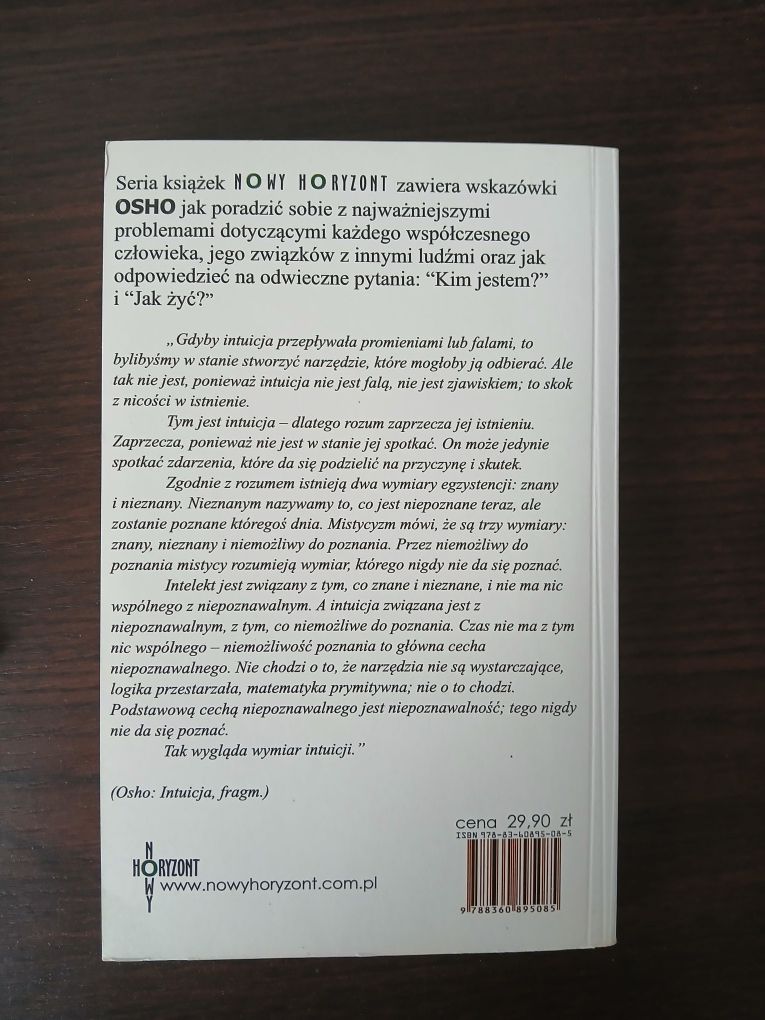 Seria książek NOWY HORYZONT zawiera wskazówki
OSHO jak poradzić sobie z najważniejszymi
problemami dotyczącymi każdego współczesnego
człowieka, jego związków z innymi ludźmi oraz jak
odpowiedzieć na odwieczne pytania: “Kim jestem?”
i “Jak żyć?”
„Gdyby intuicja przepływała promieniami lub falami, to
bylibyśmy w stanie stworzyć narzędzie, które mogłoby ją odbierać. Ale
tak nie jest, ponieważ intuicja nie jest falą, nie jest zjawiskiem; to skok
z nicości w istnienie.
Tym jest intuicja – dlatego rozum zaprzecza jej istnieniu.
Zaprzecza, ponieważ nie jest w stanie jej spotkać. On może jedynie
spotkać zdarzenia, które da się podzielić na przyczynę i skutek.
Zgodnie z rozumem istnieją dwa wymiary egzystencji: znany
i nieznany. Nieznanym nazywamy to, co jest niepoznane teraz, ale
zostanie poznane któregoś dnia. Mistycyzm mówi, że są trzy wymiary:
znany, nieznany i niemożliwy do poznania. Przez niemożliwy do
poznania mistycy rozumieją wymiar, którego nigdy nie da się poznać.
Intelekt jest związany z tym, co znane i nieznane, i nie ma nic
wspólnego z niepoznawalnym. A intuicja związana jest z
niepoznawalnym, z tym, co niemożliwe do poznania. Czas nie ma z tym
nic wspólnego – niemożliwość poznania to główna cecha
niepoznawalnego. Nie chodzi o to, że narzędzia nie są wystarczające,
logika przestarzała, matematyka prymitywna; nie o to chodzi.
Podstawową cechą niepoznawalnego jest niepoznawalność; tego nigdy
nie da się poznać.
Tak wygląda wymiar intuicji.”
(Osho: Intuicja, fragm.)
cena 29,90 zł
ISBN 978-83-60895-08-5
9 788360 895085
NOWY HORYZONT
www.nowyhoryzont.com.pl